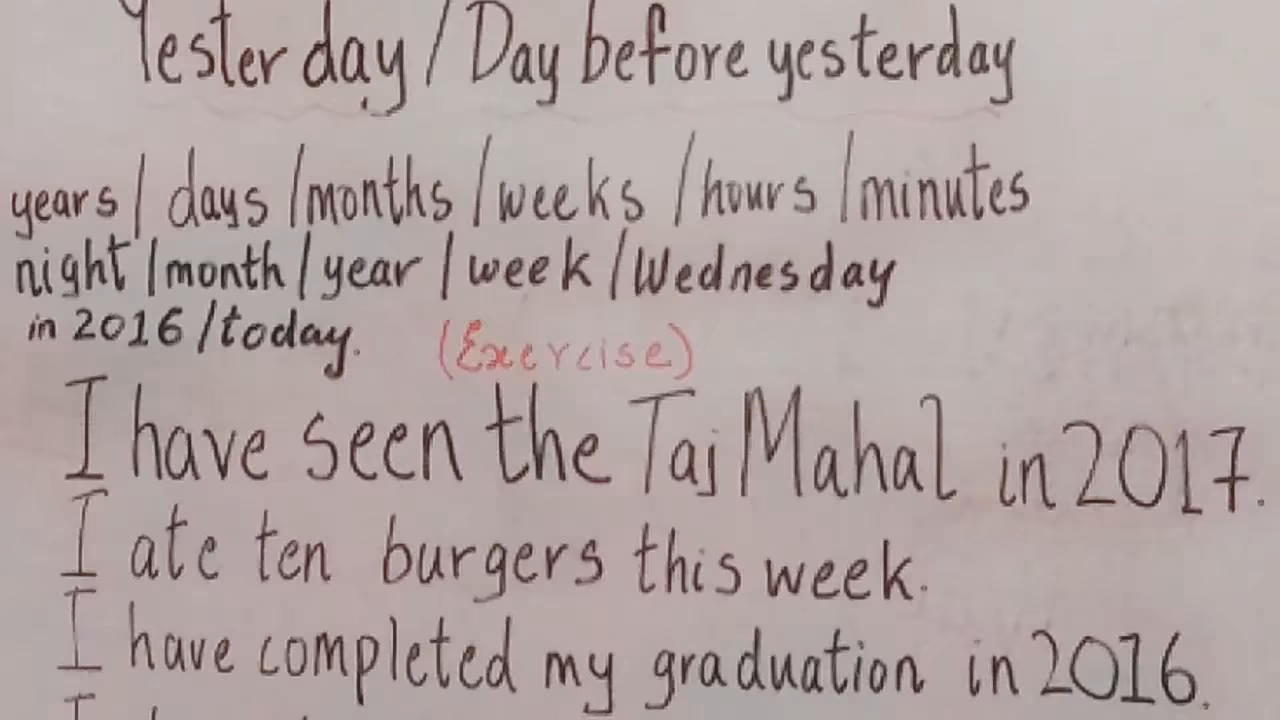 Yesterday/Day before yesterday
years/days/months/weeks/hours/minutes
night/month/year/week/Wednesday
in 2016/today.
(Exercise)
I have seen the Taj Mahal in 2017.
I ate ten burgers this week.
I have completed my graduation in 2016.
I